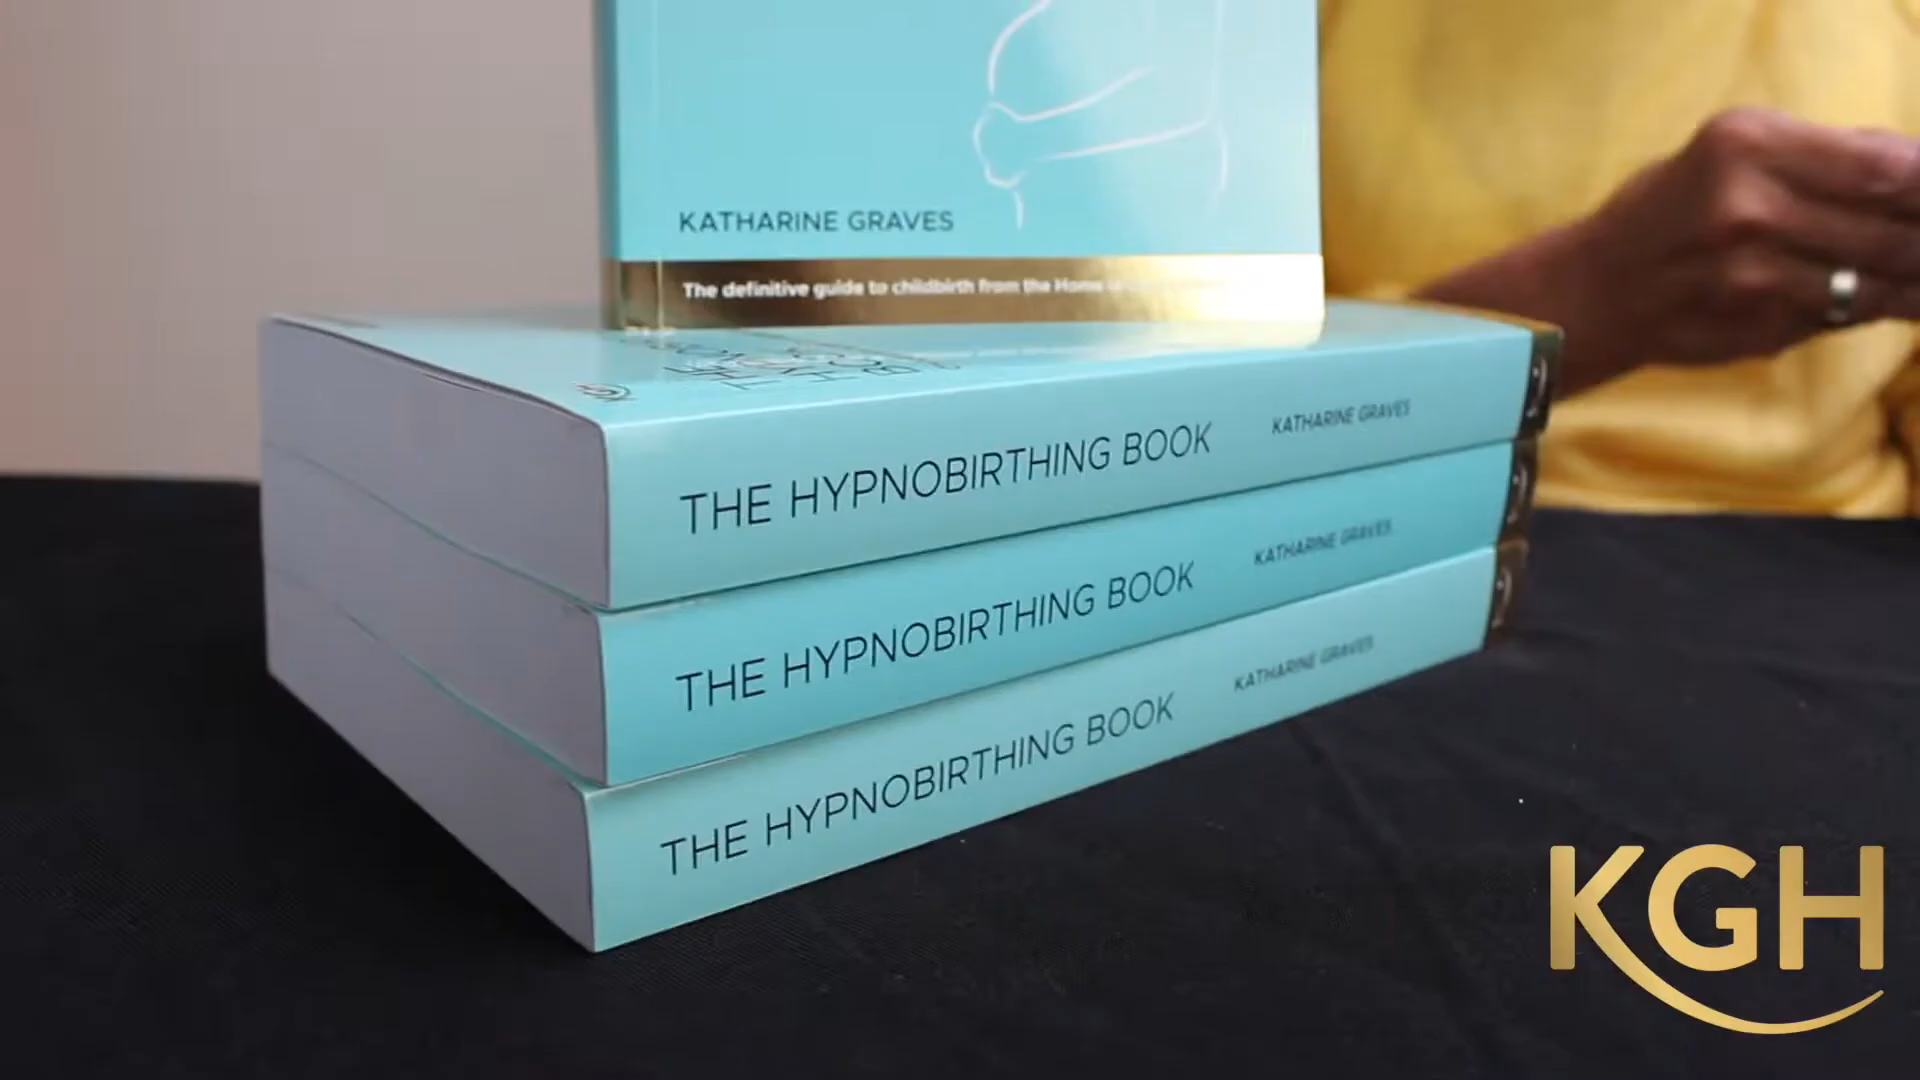 KATHARINE GRAVES
The definitive guide to childbirth from the Home
THE HYPNOBIRTHING BOOK KATHARINE GRAVES
THE HYPNOBIRTHING BOOK KATHARINE GRAVES
THE HYPNOBIRTHING BOOK KATHARINE GRAVES
KGH